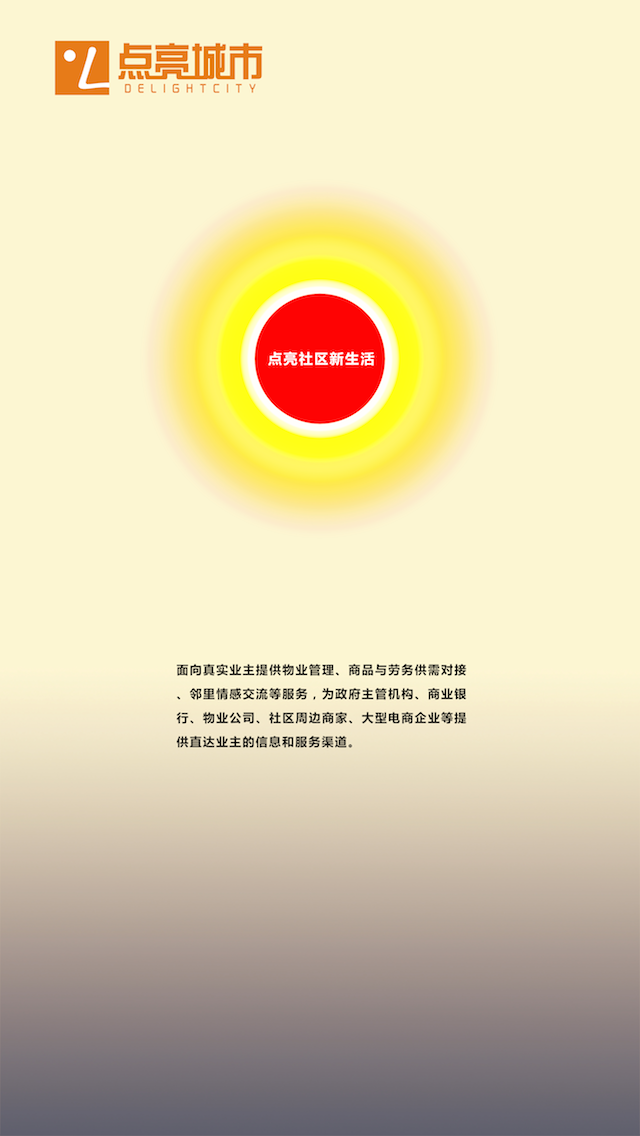 点亮城市
DELIGHTCITY
点亮社区新生活
面向真实业主提供物业管理、商品与劳务供需对接
、邻里情感交流等服务，为政府主管机构、商业银
行、物业公司、社区周边商家、大型电商企业等提
供直达业主的信息和服务渠道。